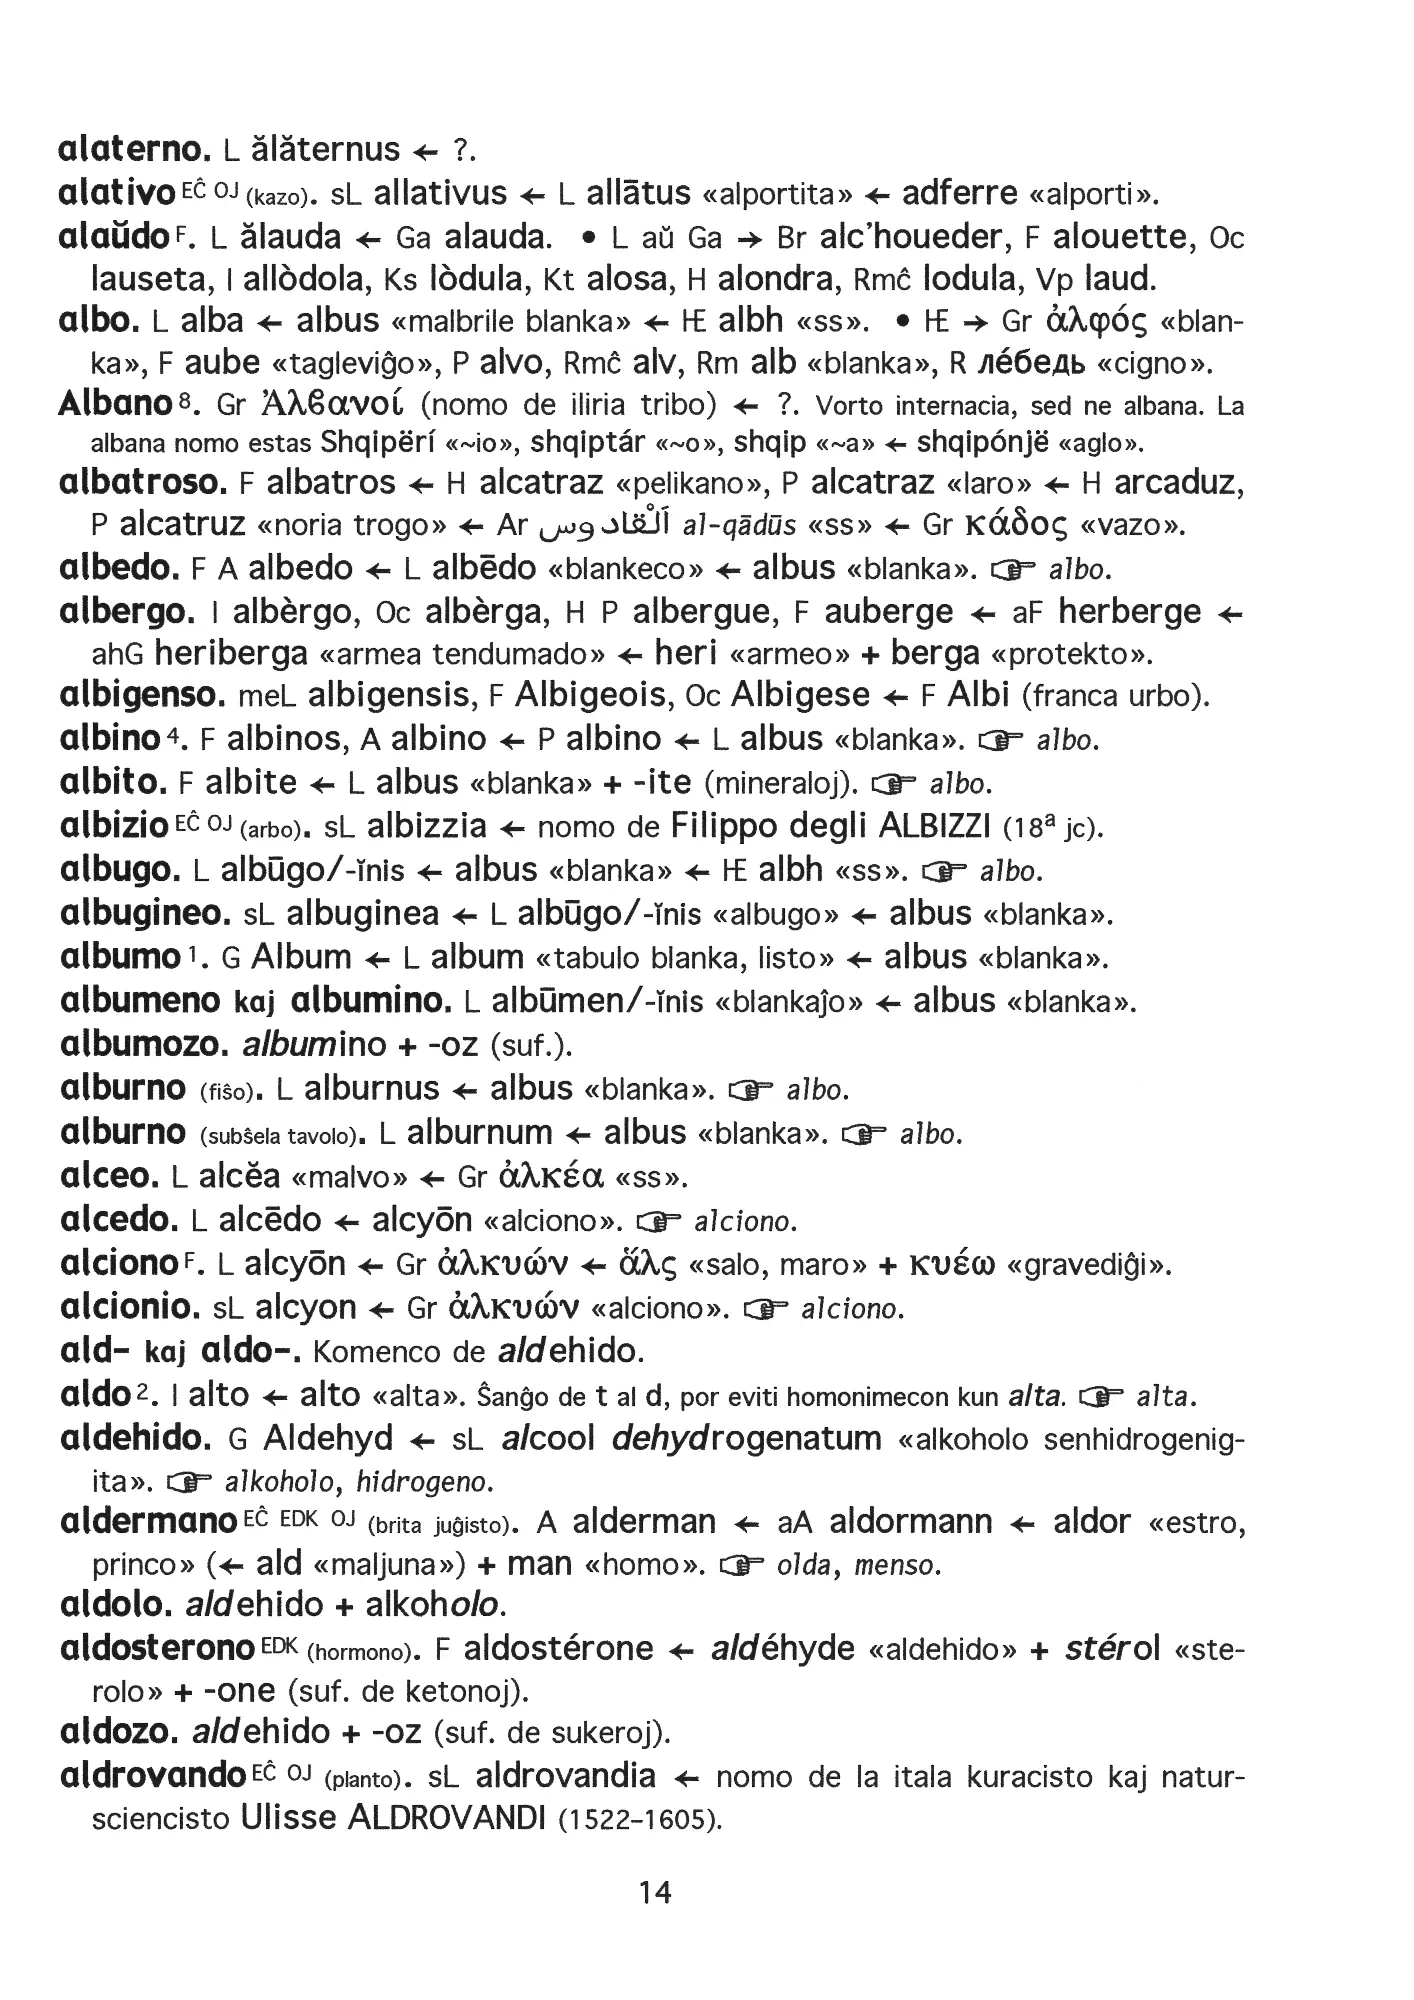 alaterno. L ălăternus ← ?.
alativo EĈ OJ (kazo). sL allativus ← L allātus «alportita» ← adferre «alporti».
alaŭdo F. L ălauda ← Ga alauda. • L aŭ Ga → Br alc’houeder, F alouette, Oc
lauseta, I allòdola, Ks lòdula, Kt alosa, H alondra, Rmĉ lodula, Vp laud.
albo. L alba ← albus «malbrile blanka» ← HE albh «ss». • HE → Gr ἀλφός «blan-
ka», F aube «tagleviĝo», P alvo, Rmĉ alv, Rm alb «blanka», R ле́бедь «cigno».
Albano 8. Gr Ἀλβανοί (nomo de iliria tribo) ← ?. Vorto internacia, sed ne albana. La
albana nomo estas Shqipërí «~io», shqiptár «~o», shqip «~a» ← shqipónjë «aglo».
albatroso. F albatros ← H alcatraz «pelikano», P alcatraz «laro» ← H arcaduz,
P alcatruz «noria trogo» ← Ar اَلْقَادوس al-qādūs «ss» ← Gr κάδος «vazo».
albedo. F A albedo ← L albēdo «blankeco» ← albus «blanka». ☞ albo.
albergo. I albèrgo, Oc albèrga, H P albergue, F auberge ← aF herberge ←
ahG heriberga «armea tendumado» ← heri «armeo» + berga «protekto».
albigenso. meL albigensis, F Albigeois, Oc Albigese ← F Albi (franca urbo).
albino 4. F albinos, A albino ← P albino ← L albus «blanka». ☞ albo.
albito. F albite ← L albus «blanka» + -ite (mineraloj). ☞ albo.
albizio EĈ OJ (arbo). sL albizzia ← nomo de Filippo degli ALBIZZI (18ª jc).
albugo. L albūgo/-ĭnis ← albus «blanka» ← HE albh «ss». ☞ albo.
albugineo. sL albuginea ← L albūgo/-ĭnis «albugo» ← albus «blanka».
albumo 1. G Album ← L album «tabulo blanka, listo» ← albus «blanka».
albumeno kaj albumino. L albūmen/-ĭnis «blankaĵo» ← albus «blanka».
albumozo. albumino + -oz (suf.).
alburno (fiŝo). L alburnus ← albus «blanka». ☞ albo.
alburno (subŝela tavolo). L alburnum ← albus «blanka». ☞ albo.
alceo. L alcĕa «malvo» ← Gr ἀλκέα «ss».
alcedo. L alcēdo ← alcyōn «alciono». ☞ alciono.
alciono F. L alcyōn ← Gr ἀλκυών ← ἅλς «salo, maro» + κυέω «gravediĝi».
alcionio. sL alcyon ← Gr ἀλκυών «alciono». ☞ alciono.
ald- kaj aldo-. Komenco de aldehido.
aldo 2. I alto ← alto «alta». Ŝanĝo de t al d, por eviti homonimecon kun alta. ☞ alta.
aldehido. G Aldehyd ← sL alcool dehydrogenatum «alkoholo senhidrogenig-
ita». ☞ alkoholo, hidrogeno.
aldermano EĈ EDK OJ (brita juĝisto). A alderman ← aA aldormann ← aldor «estro,
princo» (← ald «maljuna») + man «homo». ☞ olda, menso.
aldolo. aldehido + alkoholo.
aldosterono EDK (hormono). F aldostérone ← aldéhyde «aldehido» + stérol «ste-
rolo» + -one (suf. de ketonoj).
aldozo. aldehido + -oz (suf. de sukeroj).
aldrovando EĈ OJ (planto). sL aldrovandia ← nomo de la itala kuracisto kaj natur-
sciencisto Ulisse ALDROVANDI (1522–1605).
14